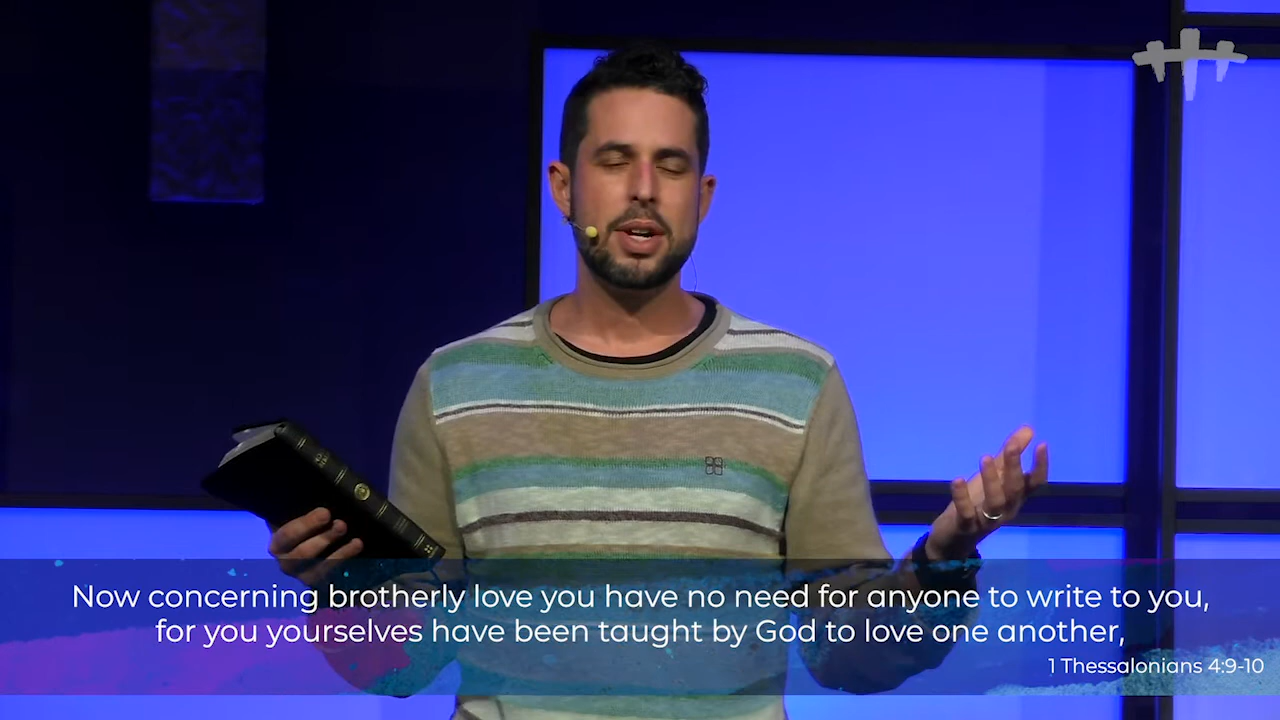 Now concerning brotherly love you have no need for anyone to write to you,
for you yourselves have been taught by God to love one another,
1 Thessalonians 4:9-10